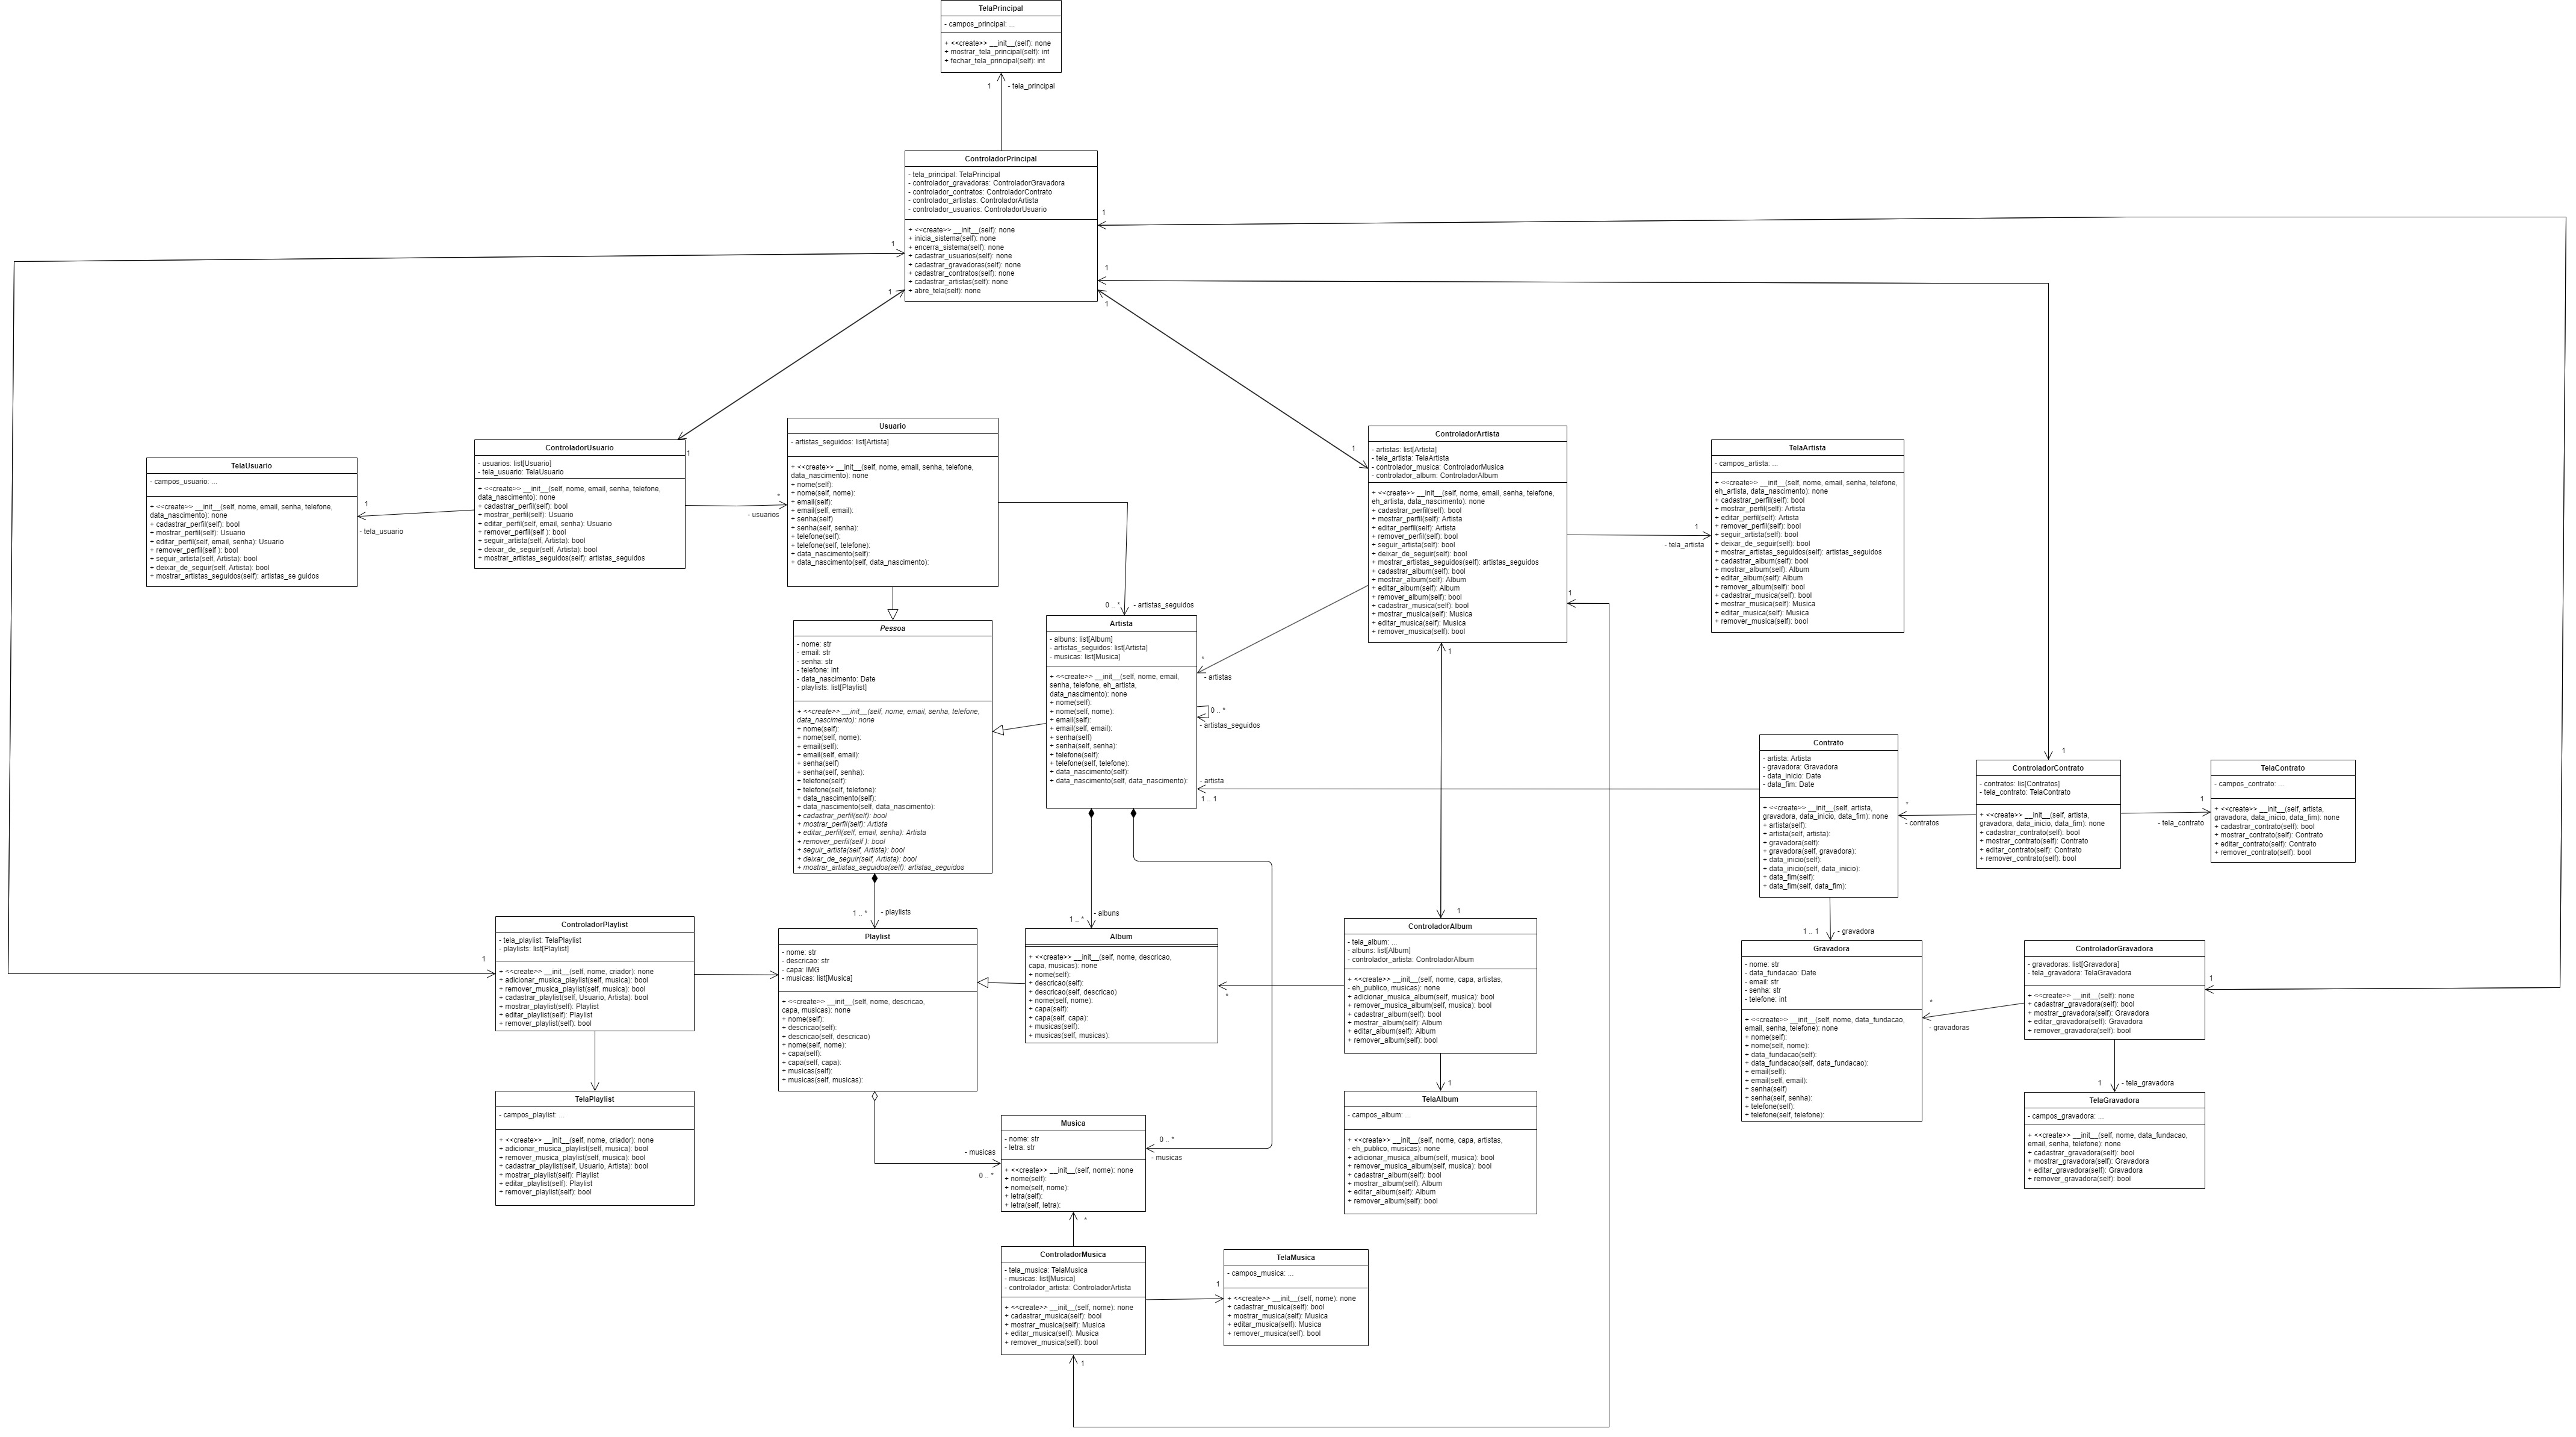 TelaPrincipal
- campos_principal: ...
+ <<create>> __init__(self): none
+ mostrar_tela_principal(self): int
+ fechar_tela_principal(self): int
1
- tela_principal
ControladorPrincipal
- tela_principal: TelaPrincipal
- controlador_gravadoras: ControladorGravadora
- controlador_contratos: ControladorContrato
- controlador_artistas: ControladorArtista
- controlador_usuarios: ControladorUsuario
+ <<create>> __init__(self): none
+ inicia_sistema(self): none
+ encerra_sistema(self): none
+ cadastrar_usuarios(self): none
+ cadastrar_gravadoras(self): none
+ cadastrar_contratos(self): none
+ cadastrar_artistas(self): none
+ abre_tela(self): none
1
1
1
1
1
TelaUsuario
- campos_usuario: ...
+ <<create>> __init__(self, nome, email, senha, telefone,
data_nascimento): none
+ cadastrar_perfil(self): bool
+ mostrar_perfil(self): Usuario
+ editar_perfil(self, email, senha): Usuario
+ remover_perfil(self ): bool
+ seguir_artista(self, Artista): bool
+ deixar_de_seguir(self, Artista): bool
+ mostrar_artistas_seguidos(self): artistas_se guidos
1
- tela_usuario
ControladorUsuario
- usuarios: list[Usuario]
- tela_usuario: TelaUsuario
+ <<create>> __init__(self, nome, email, senha, telefone,
data_nascimento): none
+ cadastrar_perfil(self): bool
+ mostrar_perfil(self): Usuario
+ editar_perfil(self, email, senha): Usuario
+ remover_perfil(self ): bool
+ seguir_artista(self, Artista): bool
+ deixar_de_seguir(self, Artista): bool
+ mostrar_artistas_seguidos(self): artistas_seguidos
1
*
- usuarios
Usuario
- artistas_seguidos: list[Artista]
+ <<create>> __init__(self, nome, email, senha, telefone,
data_nascimento): none
+ nome(self):
+ nome(self, nome):
+ email(self):
+ email(self, email):
+ senha(self)
+ senha(self, senha):
+ telefone(self):
+ telefone(self, telefone):
+ data_nascimento(self):
+ data_nascimento(self, data_nascimento):
0 .. *
- artistas_seguidos
ControladorArtista
- artistas: list[Artista]
- tela_artista: TelaArtista
- controlador_musica: ControladorMusica
- controlador_album: ControladorAlbum
+ <<create>> __init__(self, nome, email, senha, telefone,
eh_artista, data_nascimento): none
+ cadastrar_perfil(self): bool
+ mostrar_perfil(self): Artista
+ editar_perfil(self): Artista
+ remover_perfil(self): bool
+ seguir_artista(self): bool
+ deixar_de_seguir(self): bool
+ mostrar_artistas_seguidos(self): artistas_seguidos
+ cadastrar_album(self): bool
+ mostrar_album(self): Album
+ editar_album(self): Album
+ remover_album(self): bool
+ cadastrar_musica(self): bool
+ mostrar_musica(self): Musica
+ editar_musica(self): Musica
+ remover_musica(self): bool
1
1
1
1
- tela_artista
TelaArtista
- campos_artista: ...
+ <<create>> __init__(self, nome, email, senha, telefone,
eh_artista, data_nascimento): none
+ cadastrar_perfil(self): bool
+ mostrar_perfil(self): Artista
+ editar_perfil(self): Artista
+ remover_perfil(self): bool
+ seguir_artista(self): bool
+ deixar_de_seguir(self): bool
+ mostrar_artistas_seguidos(self): artistas_seguidos
+ cadastrar_album(self): bool
+ mostrar_album(self): Album
+ editar_album(self): Album
+ remover_album(self): bool
+ cadastrar_musica(self): bool
+ mostrar_musica(self): Musica
+ editar_musica(self): Musica
+ remover_musica(self): bool
Pessoa
- nome: str
- email: str
- senha: str
- telefone: int
- data_nascimento: Date
- playlists: list[Playlist]
+ <<create>> __init__(self, nome, email, senha, telefone,
data_nascimento): none
+ nome(self):
+ nome(self, nome):
+ email(self):
+ email(self, email):
+ senha(self)
+ senha(self, senha):
+ telefone(self):
+ telefone(self, telefone):
+ data_nascimento(self):
+ data_nascimento(self, data_nascimento):
+ cadastrar_perfil(self): bool
+ mostrar_perfil(self): Artista
+ editar_perfil(self, email, senha): Artista
+ remover_perfil(self ): bool
+ seguir_artista(self, Artista): bool
+ deixar_de_seguir(self, Artista): bool
+ mostrar_artistas_seguidos(self): artistas_seguidos
1 .. *
- playlists
Artista
- albuns: list[Album]
- artistas_seguidos: list[Artista]
- musicas: list[Musica]
+ <<create>> __init__(self, nome, email,
senha, telefone, eh_artista,
data_nascimento): none
+ nome(self):
+ nome(self, nome):
+ email(self):
+ email(self, email):
+ senha(self)
+ senha(self, senha):
+ telefone(self):
+ telefone(self, telefone):
+ data_nascimento(self):
+ data_nascimento(self, data_nascimento):
*
- artistas
0 .. *
- artistas_seguidos
- artista
1 .. 1
1 .. *
- albuns
Contrato
- artista: Artista
- gravadora: Gravadora
- data_inicio: Date
- data_fim: Date
+ <<create>> __init__(self, artista,
gravadora, data_inicio, data_fim): none
+ artista(self):
+ artista(self, artista):
+ gravadora(self):
+ gravadora(self, gravadora):
+ data_inicio(self):
+ data_inicio(self, data_inicio):
+ data_fim(self):
+ data_fim(self, data_fim):
*
- contratos
1 .. 1
- gravadora
ControladorContrato
- contratos: lis[Contratos]
- tela_contrato: TelaContrato
+ <<create>> __init__(self, artista,
gravadora, data_inicio, data_fim): none
+ cadastrar_contrato(self): bool
+ mostrar_contrato(self): Contrato
+ editar_contrato(self): Contrato
+ remover_contrato(self): bool
1
1
- tela_contrato
TelaContrato
- campos_contrato: ...
+ <<create>> __init__(self, artista,
gravadora, data_inicio, data_fim): none
+ cadastrar_contrato(self): bool
+ mostrar_contrato(self): Contrato
+ editar_contrato(self): Contrato
+ remover_contrato(self): bool
1
ControladorPlaylist
- tela_playlist: TelaPlaylist
- playlists: list[Playlist]
+ <<create>> __init__(self, nome, criador): none
+ adicionar_musica_playlist(self, musica): bool
+ remover_musica_playlist(self, musica): bool
+ cadastrar_playlist(self, Usuario, Artista): bool
+ mostrar_playlist(self): Playlist
+ editar_playlist(self): Playlist
+ remover_playlist(self): bool
Playlist
- nome: str
- descricao: str
- capa: IMG
- musicas: list[Musica]
+ <<create>> __init__(self, nome, descricao,
capa, musicas): none
+ nome(self):
+ descricao(self):
+ descricao(self, descricao)
+ nome(self, nome):
+ capa(self):
+ capa(self, capa):
+ musicas(self):
+ musicas(self, musicas):
Album
+ <<create>> __init__(self, nome, descricao,
capa, musicas): none
+ nome(self):
+ descricao(self):
+ descricao(self, descricao)
+ nome(self, nome):
+ capa(self):
+ capa(self, capa):
+ musicas(self):
+ musicas(self, musicas):
*
1
ControladorAlbum
- tela_album: ...
- albuns: list[Album]
- controlador_artista: ControladorAlbum
+ <<create>> __init__(self, nome, capa, artistas,
- eh_publico, musicas): none
+ adicionar_musica_album(self, musica): bool
+ remover_musica_album(self, musica): bool
+ cadastrar_album(self): bool
+ mostrar_album(self): Album
+ editar_album(self): Album
+ remover_album(self): bool
1
Gravadora
- nome: str
- data_fundacao: Date
- email: str
- senha: str
- telefone: int
+ <<create>> __init__(self, nome, data_fundacao,
email, senha, telefone): none
+ nome(self):
+ nome(self, nome):
+ data_fundacao(self):
+ data_fundacao(self, data_fundacao):
+ email(self):
+ email(self, email):
+ senha(self)
+ senha(self, senha):
+ telefone(self):
+ telefone(self, telefone):
*
- gravadoras
ControladorGravadora
- gravadoras: list[Gravadora]
- tela_gravadora: TelaGravadora
+ <<create>> __init__(self): none
+ cadastrar_gravadora(self): bool
+ mostrar_gravadora(self): Gravadora
+ editar_gravadora(self): Gravadora
+ remover_gravadora(self): bool
1
1
- tela_gravadora
TelaPlaylist
- campos_playlist: ...
+ <<create>> __init__(self, nome, criador): none
+ adicionar_musica_playlist(self, musica): bool
+ remover_musica_playlist(self, musica): bool
+ cadastrar_playlist(self, Usuario, Artista): bool
+ mostrar_playlist(self): Playlist
+ editar_playlist(self): Playlist
+ remover_playlist(self): bool
- musicas
0 .. *
Musica
- nome: str
- letra: str
+ <<create>> __init__(self, nome): none
+ nome(self):
+ nome(self, nome):
+ letra(self):
+ letra(self, letra):
0 .. *
- musicas
*
TelaAlbum
- campos_album: ...
+ <<create>> __init__(self, nome, capa, artistas,
- eh_publico, musicas): none
+ adicionar_musica_album(self, musica): bool
+ remover_musica_album(self, musica): bool
+ cadastrar_album(self): bool
+ mostrar_album(self): Album
+ editar_album(self): Album
+ remover_album(self): bool
TelaGravadora
- campos_gravadora: ...
+ <<create>> __init__(self, nome, data_fundacao,
email, senha, telefone): none
+ cadastrar_gravadora(self): bool
+ mostrar_gravadora(self): Gravadora
+ editar_gravadora(self): Gravadora
+ remover_gravadora(self): bool
ControladorMusica
- tela_musica: TelaMusica
- musicas: list[Musica]
- controlador_artista: ControladorArtista
+ <<create>> __init__(self, nome): none
+ cadastrar_musica(self): bool
+ mostrar_musica(self): Musica
+ editar_musica(self): Musica
+ remover_musica(self): bool
1
1
TelaMusica
- campos_musica: ...
+ <<create>> __init__(self, nome): none
+ cadastrar_musica(self): bool
+ mostrar_musica(self): Musica
+ editar_musica(self): Musica
+ remover_musica(self): bool